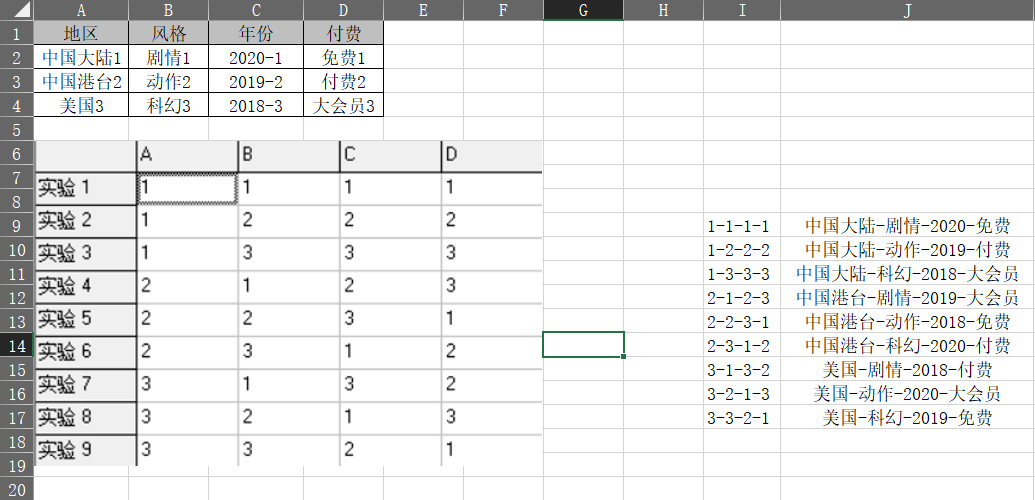 A B C D E F G H I J
1 地区 风格 年份 付费
2 中国大陆1 剧情1 2020-1 免费1
3 中国港台2 动作2 2019-2 付费2
4 美国3 科幻3 2018-3 大会员3
5
6 A B C D
7 实验 1 1 1 1 1
8
9 实验 2 1 2 2 2 1-1-1-1 中国大陆-剧情-2020-免费
10 实验 3 1 3 3 3 1-2-2-2 中国大陆-动作-2019-付费
11 1-3-3-3 中国大陆-科幻-2018-大会员
12 实验 4 2 1 2 3 2-1-2-3 中国港台-剧情-2019-大会员
13 实验 5 2 2 3 1 2-2-3-1 中国港台-动作-2018-免费
14 实验 6 2 3 1 2 2-3-1-2 中国港台-科幻-2020-付费
15 3-1-3-2 美国-剧情-2018-付费
16 实验 7 3 1 3 2 3-2-1-3 美国-动作-2020-大会员
17 实验 8 3 2 1 3 3-3-2-1 美国-科幻-2019-免费
18 实验 9 3 3 2 1
19
20